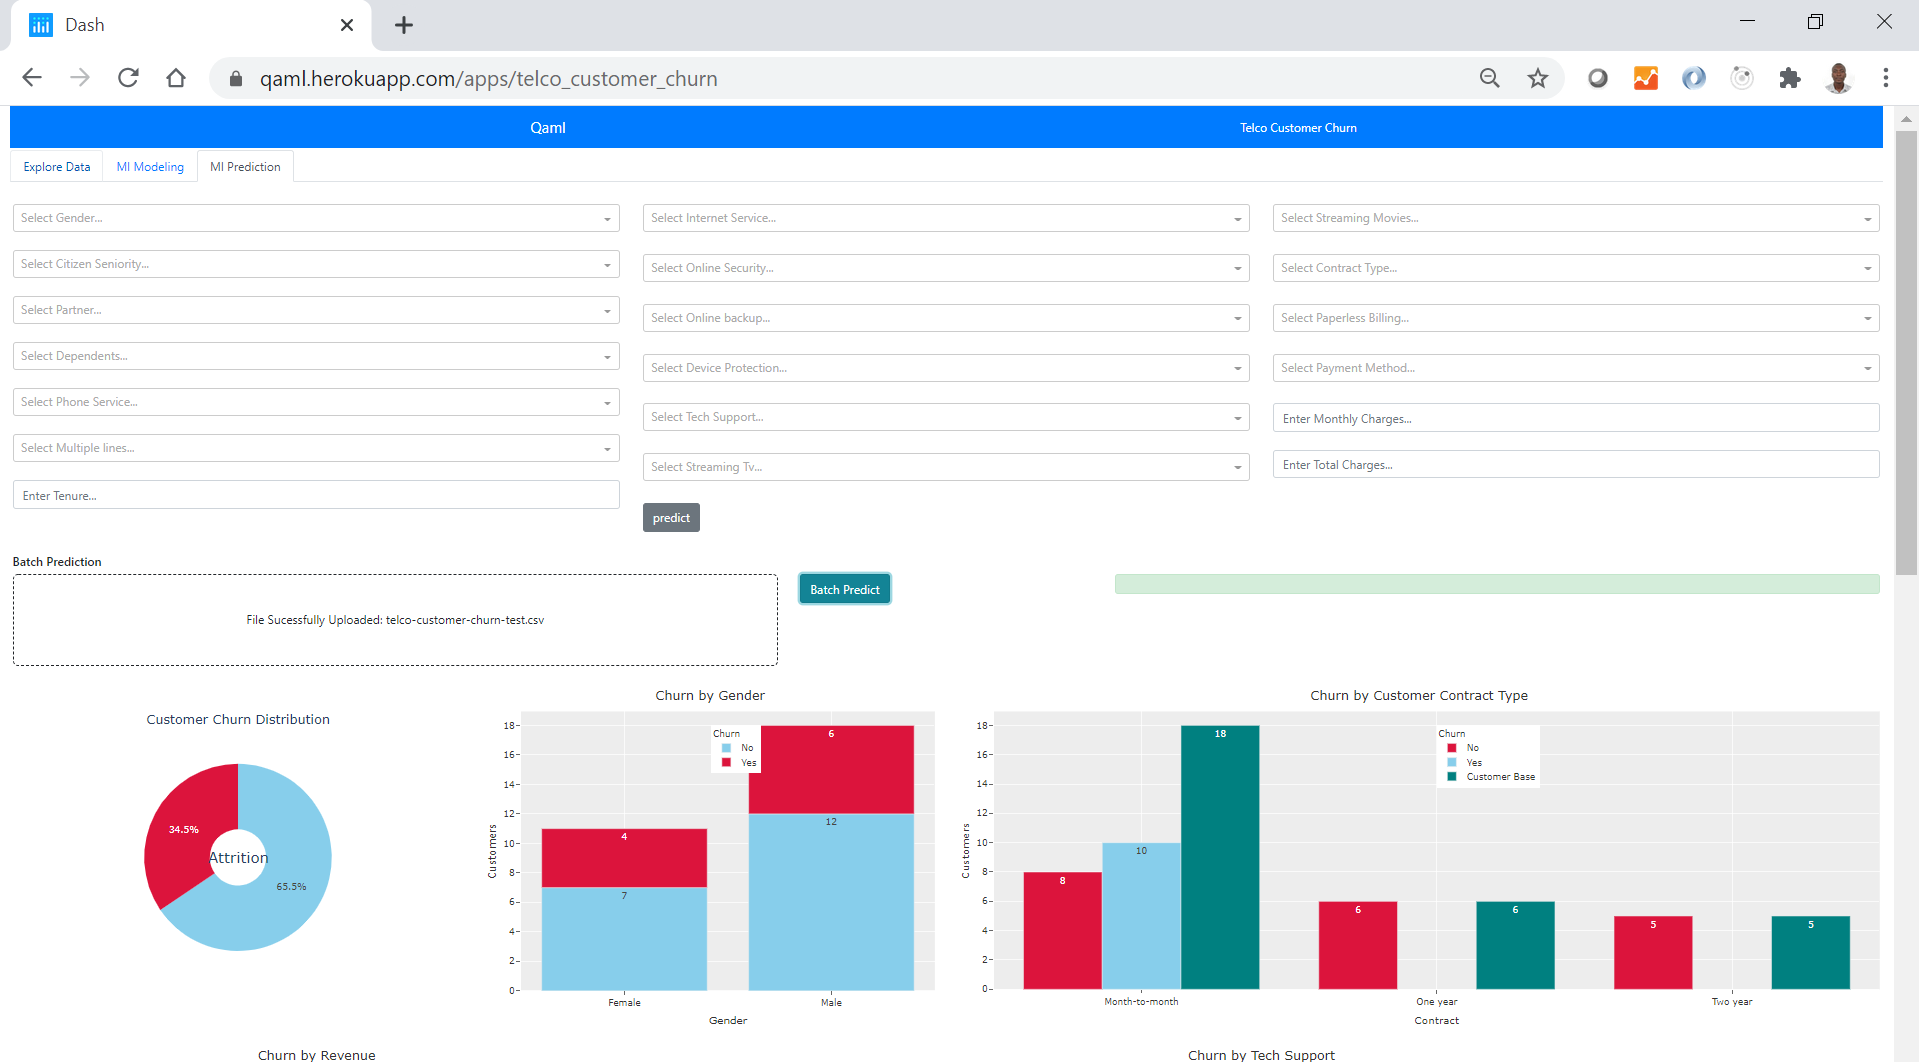 Dash
qaml.herokuapp.com/apps/telco_customer_churn
Qaml
Telco Customer Churn
Explore Data
Ml Modeling
Ml Prediction
Select Gender...
Select Citizen Seniority...
Select Partner...
Select Dependents...
Select Phone Service...
Select Multiple lines...
Enter Tenure...
Select Internet Service...
Select Online Security...
Select Online backup...
Select Device Protection...
Select Tech Support...
Select Streaming Tv...
predict
Select Streaming Movies...
Select Contract Type...
Select Paperless Billing...
Select Payment Method...
Enter Monthly Charges...
Enter Total Charges...
Batch Prediction
File Sucessfully Uploaded: telco-customer-churn-test.csv
Batch Predict
Customer Churn Distribution
34.5%
Attrition
65.5%
Churn by Gender
Customers
18
16
14
12
10
8
6
4
2
0
Churn
No
Yes
4
7
6
12
Female
Male
Gender
Churn by Customer Contract Type
Customers
18
16
14
12
10
8
6
4
2
0
Churn
No
Yes
Customer Base
8
10
18
6
6
5
5
Month-to-month
One year
Two year
Contract
Churn by Revenue
Churn by Tech Support